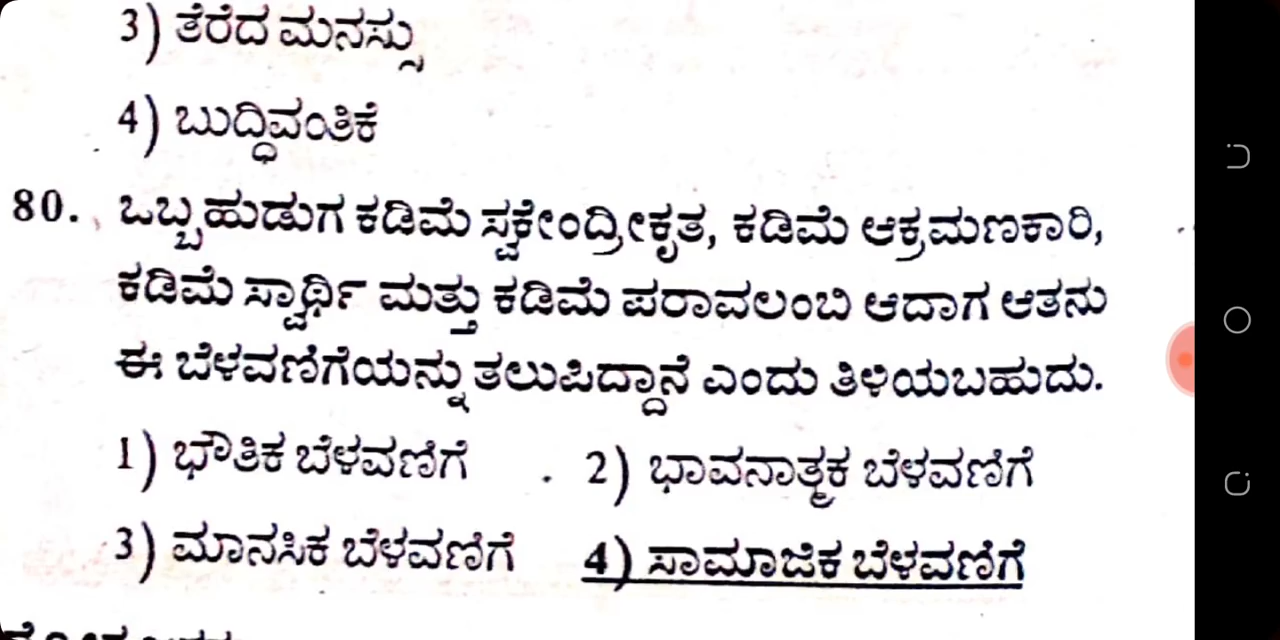 3) ತೆರೆದ ಮನಸ್ಸು
4) ಬುದ್ಧಿವಂತಿಕೆ
80. ಒಬ್ಬ ಹುಡುಗ ಕಡಿಮೆ ಸ್ವಕೇಂದ್ರೀಕೃತ, ಕಡಿಮೆ ಆಕ್ರಮಣಕಾರಿ,
ಕಡಿಮೆ ಸ್ವಾರ್ಥಿ ಮತ್ತು ಕಡಿಮೆ ಪರಾವಲಂಬಿ ಆದಾಗ ಆತನು
ಈ ಬೆಳವಣಿಗೆಯನ್ನು ತಲುಪಿದ್ದಾನೆ ಎಂದು ತಿಳಿಯಬಹುದು.
1) ಭೌತಿಕ ಬೆಳವಣಿಗೆ 2) ಭಾವನಾತ್ಮಕ ಬೆಳವಣಿಗೆ
3) ಮಾನಸಿಕ ಬೆಳವಣಿಗೆ 4) ಸಾಮಾಜಿಕ ಬೆಳವಣಿಗೆ